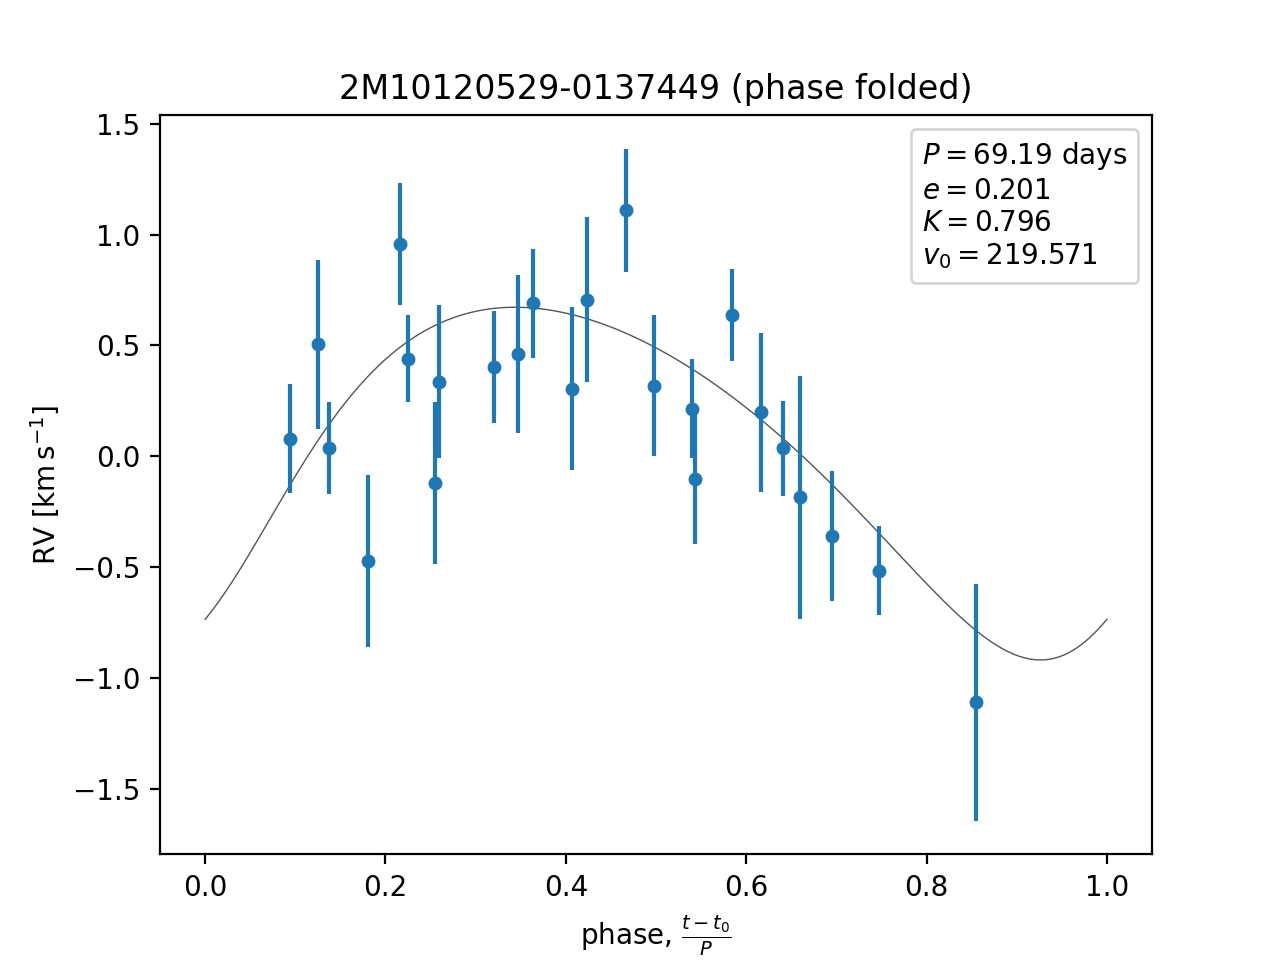 2M10120529-0137449 (phase folded)
P = 69.19 days
e = 0.201
K = 0.796
v₀ = 219.571
RV [km s⁻¹]
1.5
1.0
0.5
0.0
−0.5
−1.0
−1.5
0.0 0.2 0.4 0.6 0.8 1.0
phase, (t − t₀)/P